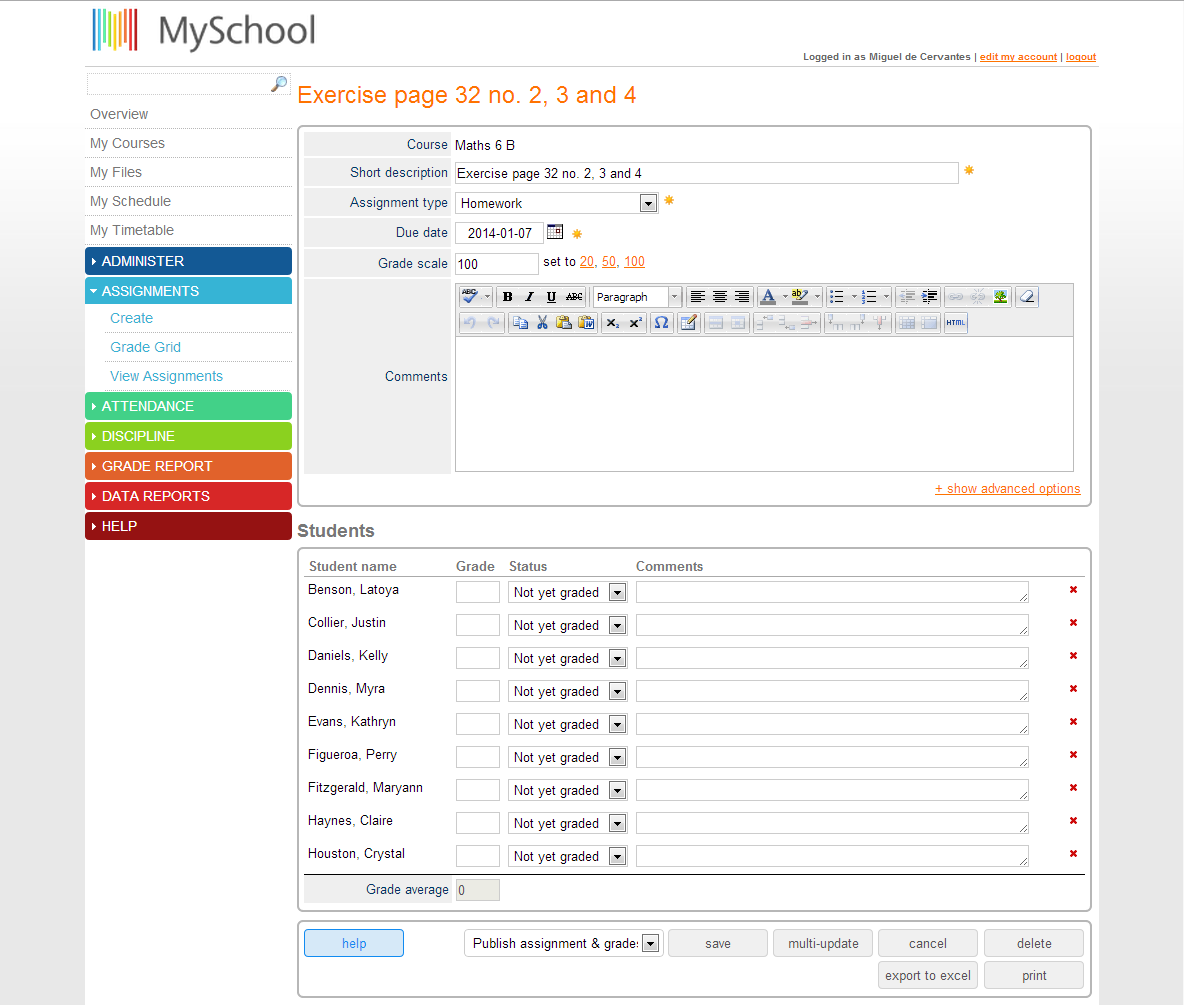 MySchool
Logged in as Miguel de Cervantes | edit my account | logout
Overview
My Courses
My Files
My Schedule
My Timetable
ADMINISTER
ASSIGNMENTS
Create
Grade Grid
View Assignments
ATTENDANCE
DISCIPLINE
GRADE REPORT
DATA REPORTS
HELP
Exercise page 32 no. 2, 3 and 4
Course Maths 6 B
Short description Exercise page 32 no. 2, 3 and 4
Assignment type Homework
Due date 2014-01-07
Grade scale 100 set to 20, 50, 100
ABC B I U ABC Paragraph A ab
x₂ x² Ω HTML
Comments
+ show advanced options
Students
Student name Grade Status Comments
Benson, Latoya Not yet graded
Collier, Justin Not yet graded
Daniels, Kelly Not yet graded
Dennis, Myra Not yet graded
Evans, Kathryn Not yet graded
Figueroa, Perry Not yet graded
Fitzgerald, Maryann Not yet graded
Haynes, Claire Not yet graded
Houston, Crystal Not yet graded
Grade average 0
help Publish assignment & grade save multi-update cancel delete
export to excel print